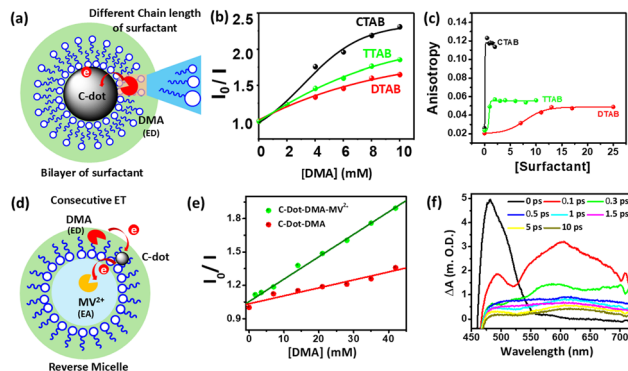 (a)
Different Chain length
of surfactant
e
C-dot
DMA
(ED)
Bilayer of surfactant
(b)
I0 / I
2.5
2.0
1.5
1.0
CTAB
TTAB
DTAB
0 2 4 6 8 10
[DMA] (mM)
(c)
Anisotropy
0.12
0.10
0.08
0.06
0.04
0.02
CTAB
TTAB
DTAB
0 5 10 15 20 25
[Surfactant]
(d)
Consecutive ET
DMA
(ED)
e
C-dot
e
MV2+
(EA)
Reverse Micelle
(e)
I0 / I
1.8
1.5
1.2
0.9
C-Dot-DMA-MV2-
C-Dot-DMA
0 10 20 30 40
[DMA] (mM)
(f)
ΔA (m. O.D.)
5
4
3
2
1
0
0 ps 0.1 ps 0.3 ps
0.5 ps 1 ps 1.5 ps
5 ps 10 ps
450 500 550 600 650 700
Wavelength (nm)